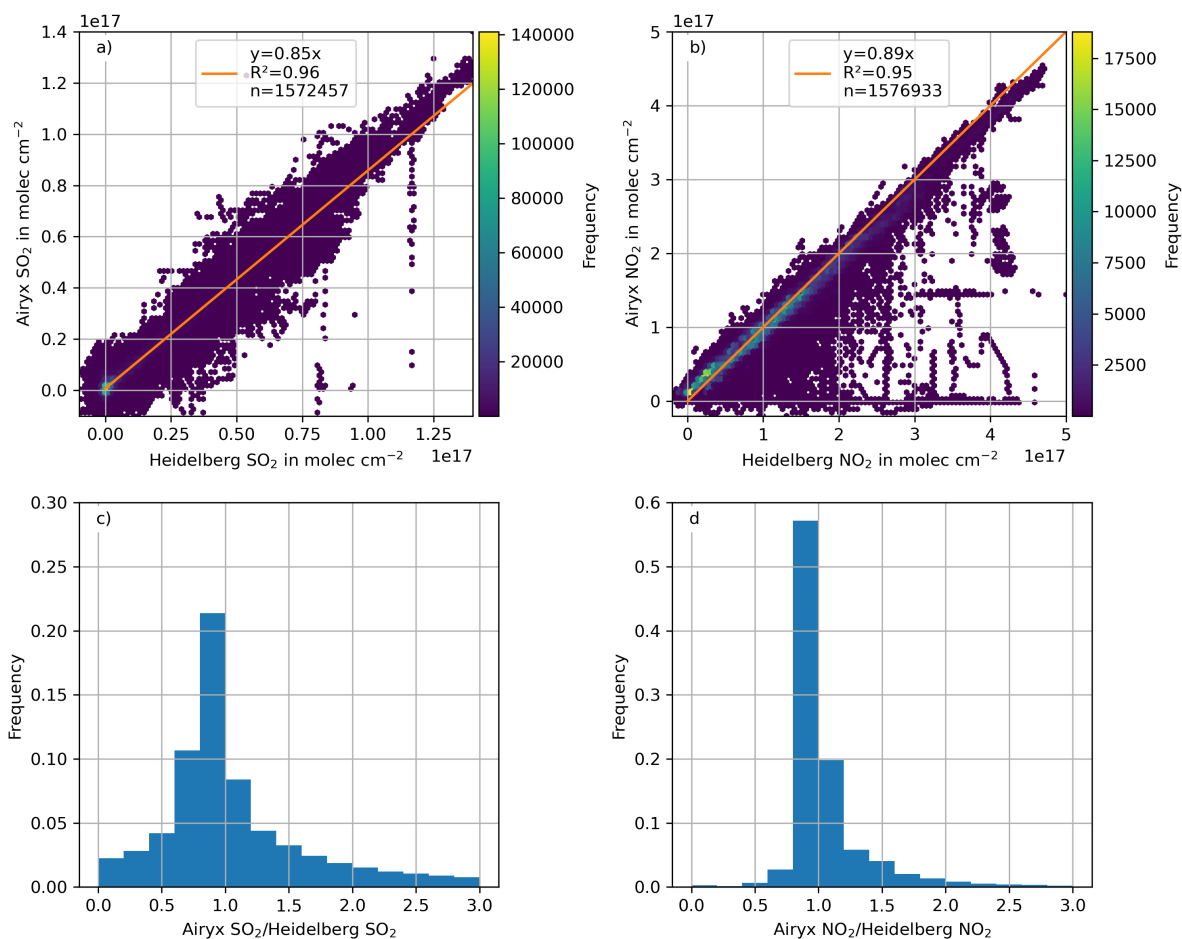 1e17
a)
y=0.85x
R²=0.96
n=1572457
1.4
1.2
1.0
0.8
0.6
0.4
0.2
0.0
Airyx SO₂ in molec cm⁻²
0.00 0.25 0.50 0.75 1.00 1.25
Heidelberg SO₂ in molec cm⁻²
1e17
140000
120000
100000
80000
60000
40000
20000
Frequency
1e17
b)
y=0.89x
R²=0.95
n=1576933
5
4
3
2
1
0
Airyx NO₂ in molec cm⁻²
0 1 2 3 4 5
Heidelberg NO₂ in molec cm⁻²
1e17
17500
15000
12500
10000
7500
5000
2500
Frequency
c)
0.30
0.25
0.20
0.15
0.10
0.05
0.00
Frequency
0.0 0.5 1.0 1.5 2.0 2.5 3.0
Airyx SO₂/Heidelberg SO₂
d
0.6
0.5
0.4
0.3
0.2
0.1
0.0
Frequency
0.0 0.5 1.0 1.5 2.0 2.5 3.0
Airyx NO₂/Heidelberg NO₂